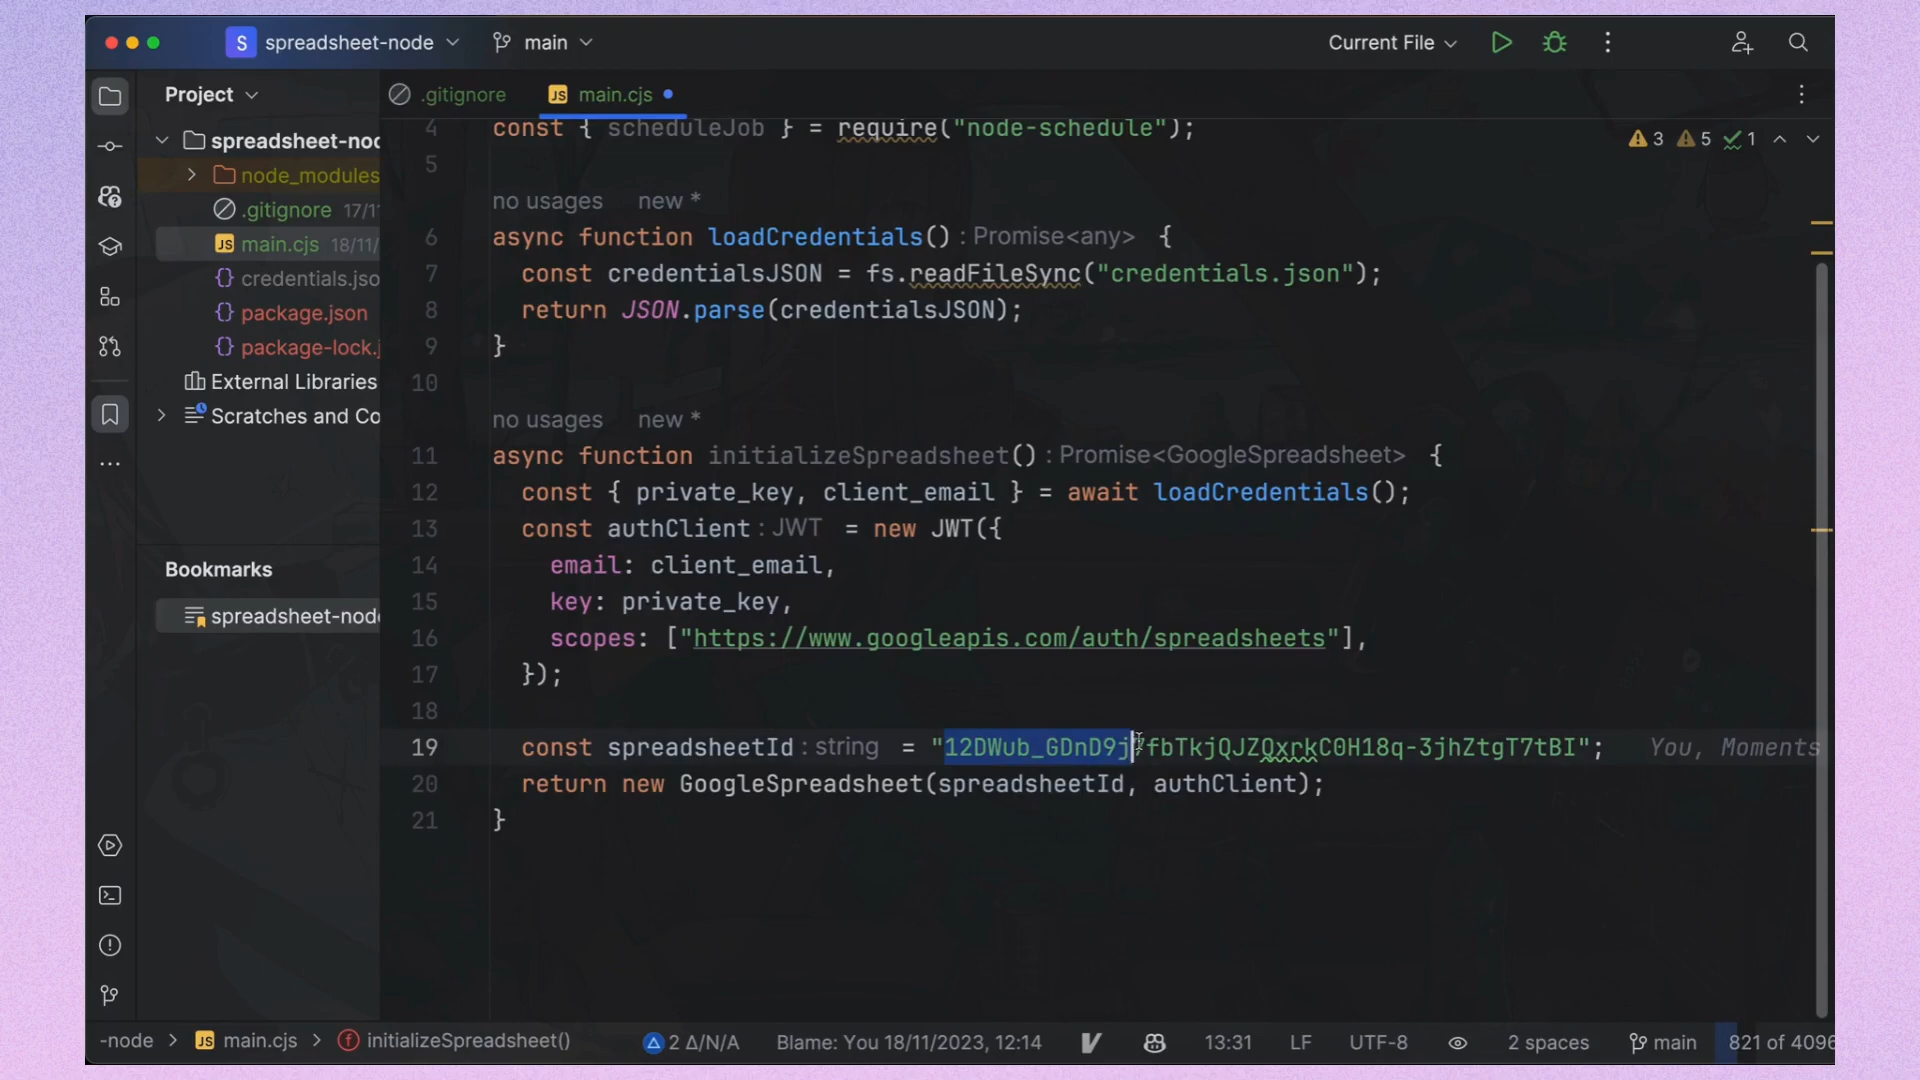 S spreadsheet-node main Current File
Project
.gitignore
main.cjs
spreadsheet-nod
node_modules
.gitignore 17/1
main.cjs 18/11/
credentials.jso
package.json
package-lock.j
External Libraries
Scratches and Co
Bookmarks
spreadsheet-node
3 5 1
4 const { scheduleJob } = require("node-schedule");
5
no usages new *
6 async function loadCredentials() : Promise<any> {
7 const credentialsJSON = fs.readFileSync("credentials.json");
8 return JSON.parse(credentialsJSON);
9 }
10
no usages new *
11 async function initializeSpreadsheet() : Promise<GoogleSpreadsheet> {
12 const { private_key, client_email } = await loadCredentials();
13 const authClient : JWT = new JWT({
14 email: client_email,
15 key: private_key,
16 scopes: ["https://www.googleapis.com/auth/spreadsheets"],
17 });
18
19 const spreadsheetId : string = "12DWub_GDnD9j7fbTkjQJZQxrkC0H18q-3jhZtgT7tBI"; You, Moments
20 return new GoogleSpreadsheet(spreadsheetId, authClient);
21 }
-node > JS main.cjs > f initializeSpreadsheet() 2 Δ/N/A Blame: You 18/11/2023, 12:14 13:31 LF UTF-8 2 spaces main 821 of 4096